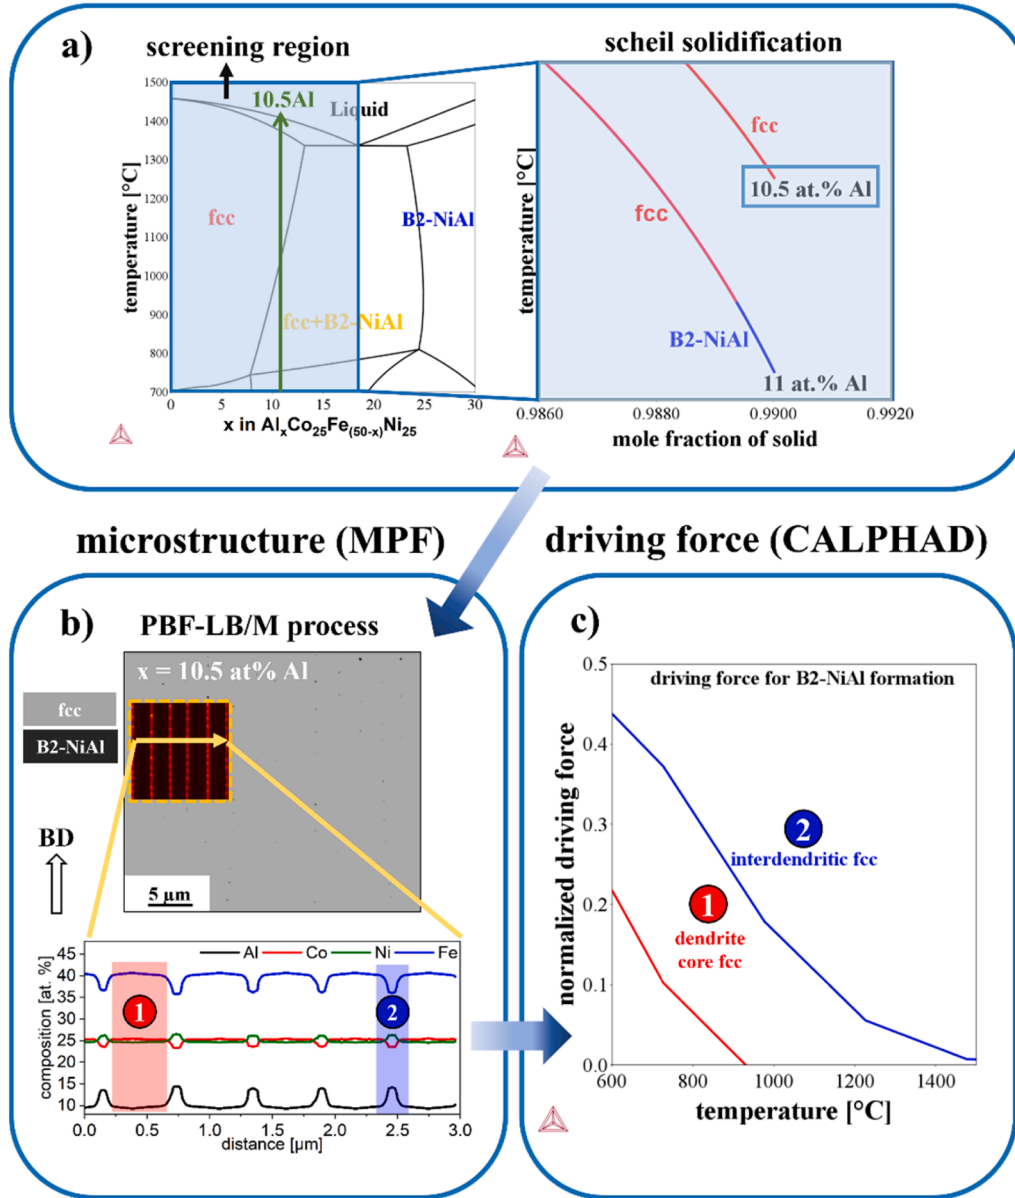 a)
screening region
scheil solidification
1500
1400
1300
1200
1100
1000
900
800
700
temperature [°C]
10.5Al
Liquid
fcc
B2-NiAl
fcc+B2-NiAl
0
5
10
15
20
25
30
x in AlxCo25Fe(50-x)Ni25
temperature [°C]
fcc
10.5 at.% Al
fcc
B2-NiAl
11 at.% Al
0.9860
0.9880
0.9900
0.9920
mole fraction of solid
microstructure (MPF)
driving force (CALPHAD)
b)
PBF-LB/M process
x = 10.5 at% Al
fcc
B2-NiAl
BD
5 µm
Al Co Ni Fe
composition [at. %]
45
40
35
30
25
20
15
10
1
2
0.0 0.5 1.0 1.5 2.0 2.5 3.0
distance [µm]
c)
driving force for B2-NiAl formation
normalized driving force
0.5
0.4
0.3
0.2
0.1
0.0
2
interdendritic fcc
1
dendrite
core fcc
600 800 1000 1200 1400
temperature [°C]